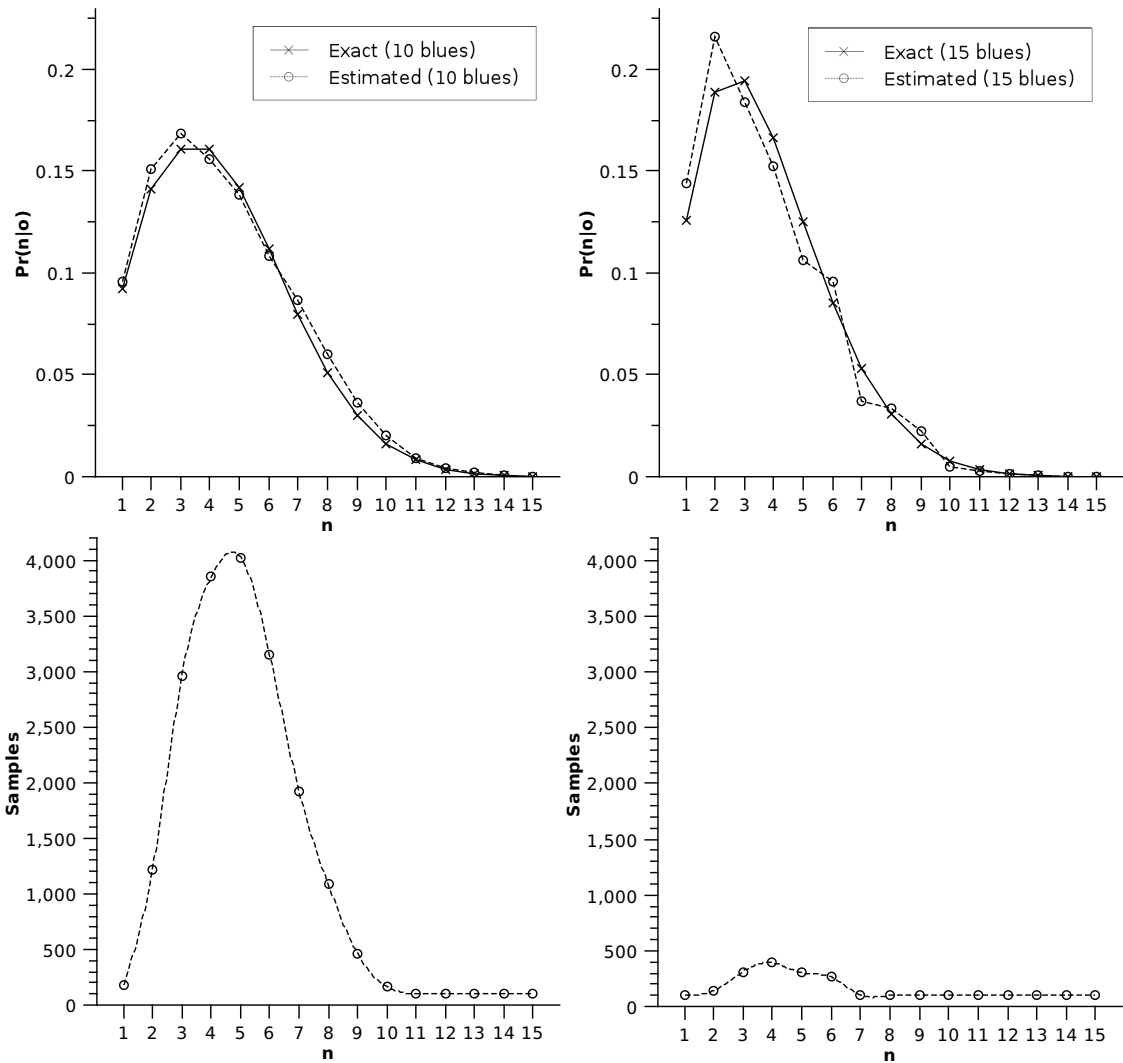 Exact (10 blues)
Estimated (10 blues)
0.2
0.15
0.1
0.05
0
Pr(n|o)
1 2 3 4 5 6 7 8 9 10 11 12 13 14 15
n
Exact (15 blues)
Estimated (15 blues)
0.2
0.15
0.1
0.05
0
Pr(n|o)
1 2 3 4 5 6 7 8 9 10 11 12 13 14 15
n
4,000
3,500
3,000
2,500
2,000
1,500
1,000
500
0
Samples
1 2 3 4 5 6 7 8 9 10 11 12 13 14 15
n
4,000
3,500
3,000
2,500
2,000
1,500
1,000
500
0
Samples
1 2 3 4 5 6 7 8 9 10 11 12 13 14 15
n